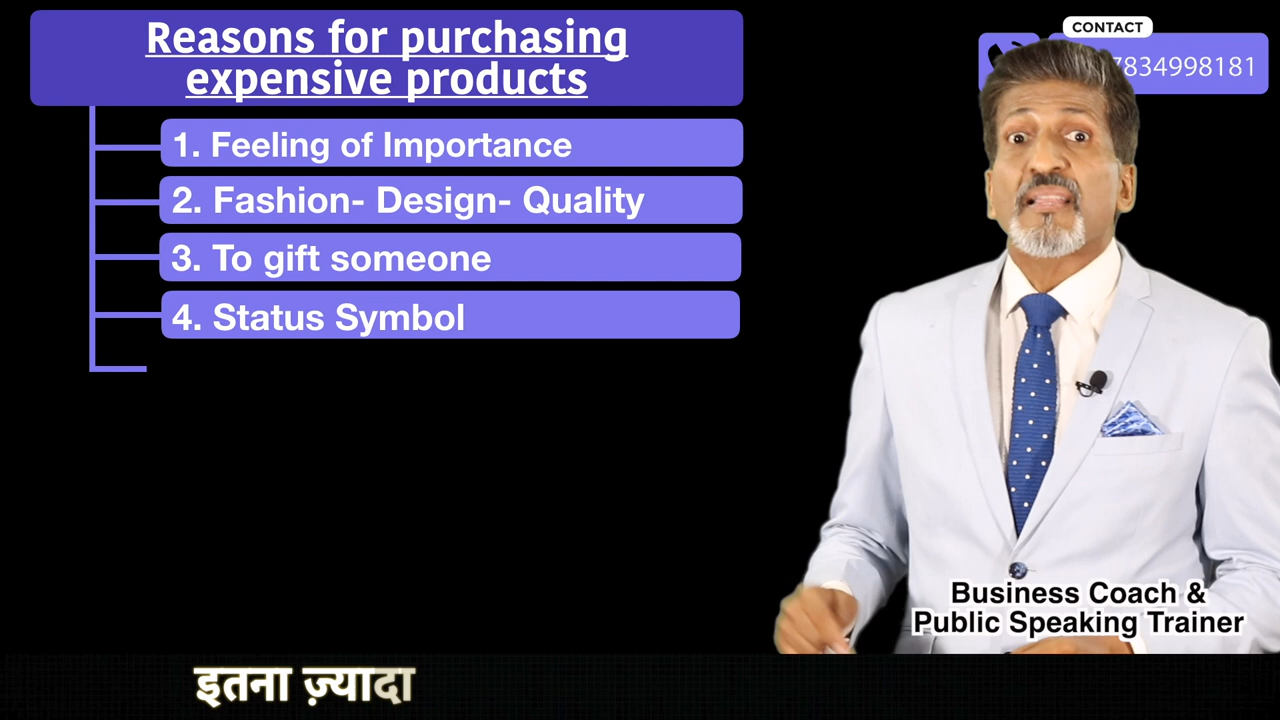 Reasons for purchasing
expensive products
1. Feeling of Importance
2. Fashion- Design- Quality
3. To gift someone
4. Status Symbol
CONTACT
7834998181
Business Coach &
Public Speaking Trainer
इतना ज़्यादा